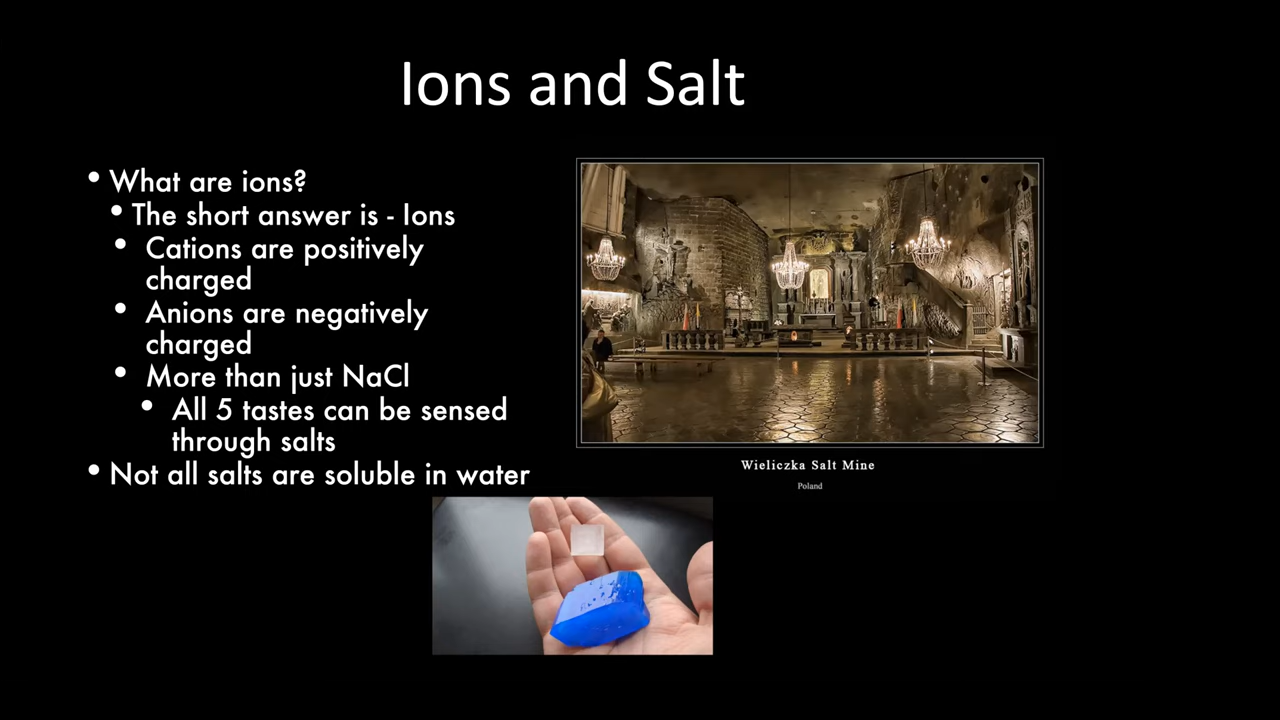 Ions and Salt
• What are ions?
• The short answer is - Ions
• Cations are positively
charged
• Anions are negatively
charged
• More than just NaCl
• All 5 tastes can be sensed
through salts
• Not all salts are soluble in water
Wieliczka Salt Mine
Poland